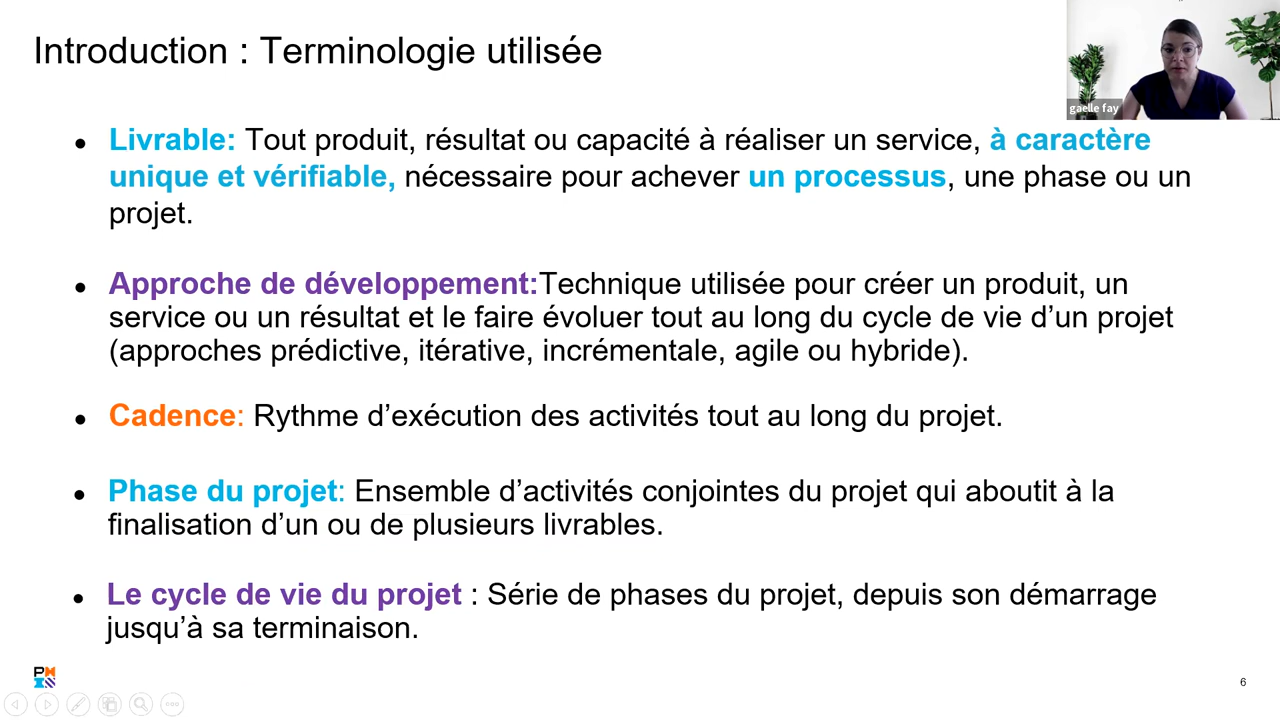 Introduction : Terminologie utilisée
gaelle fay
● Livrable: Tout produit, résultat ou capacité à réaliser un service, à caractère
unique et vérifiable, nécessaire pour achever un processus, une phase ou un
projet.
● Approche de développement:Technique utilisée pour créer un produit, un
service ou un résultat et le faire évoluer tout au long du cycle de vie d’un projet
(approches prédictive, itérative, incrémentale, agile ou hybride).
● Cadence: Rythme d’exécution des activités tout au long du projet.
● Phase du projet: Ensemble d’activités conjointes du projet qui aboutit à la
finalisation d’un ou de plusieurs livrables.
● Le cycle de vie du projet : Série de phases du projet, depuis son démarrage
jusqu’à sa terminaison.
6